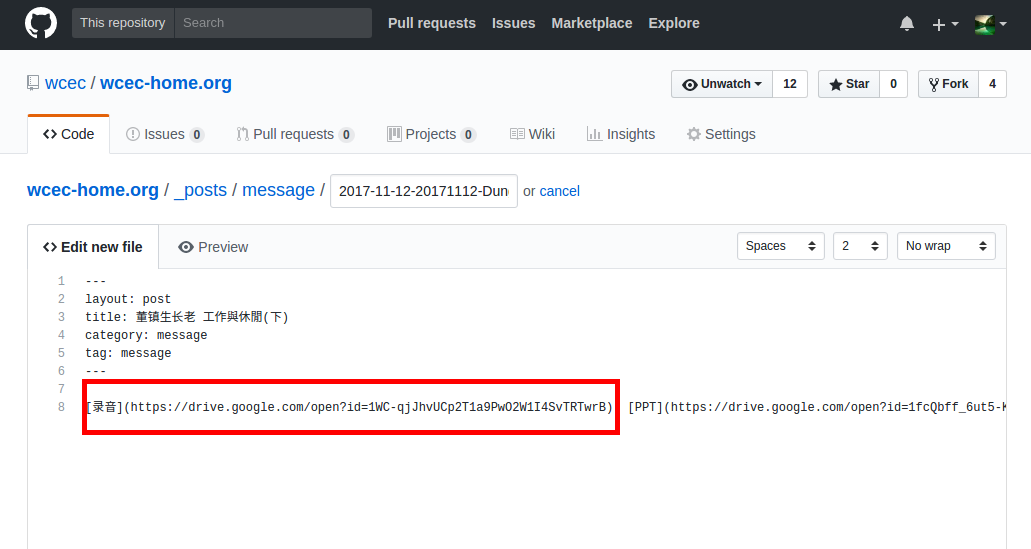 This repository Search Pull requests Issues Marketplace Explore
wcec / wcec-home.org Unwatch 12 Star 0 Fork 4
Code Issues 0 Pull requests 0 Projects 0 Wiki Insights Settings
wcec-home.org / _posts / message / 2017-11-12-20171112-Dung or cancel
Edit new file Preview Spaces 2 No wrap
1 ---
2 layout: post
3 title: 董镇生长老 工作與休閒(下)
4 category: message
5 tag: message
6 ---
7
8 [录音](https://drive.google.com/open?id=1WC-qjJhvUCp2T1a9PwO2W1I4SvTRTwrB) [PPT](https://drive.google.com/open?id=1fcQbff_6ut5-K